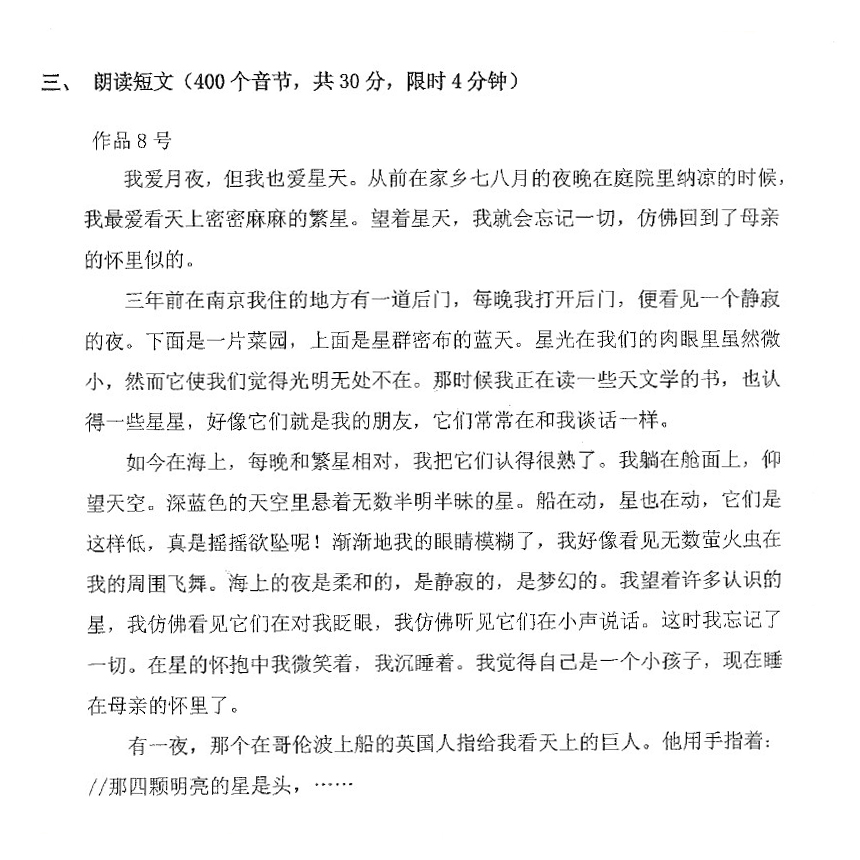 三、 朗读短文（400 个音节，共 30 分，限时 4 分钟）
作品 8 号
我爱月夜，但我也爱星天。从前在家乡七八月的夜晚在庭院里纳凉的时候，
我最爱看天上密密麻麻的繁星。望着星天，我就会忘记一切，仿佛回到了母亲
的怀里似的。
三年前在南京我住的地方有一道后门，每晚我打开后门，便看见一个静寂
的夜。下面是一片菜园，上面是星群密布的蓝天。星光在我们的肉眼里虽然微
小，然而它使我们觉得光明无处不在。那时候我正在读一些天文学的书，也认
得一些星星，好像它们就是我的朋友，它们常常在和我谈话一样。
如今在海上，每晚和繁星相对，我把它们认得很熟了。我躺在舱面上，仰
望天空。深蓝色的天空里悬着无数半明半昧的星。船在动，星也在动，它们是
这样低，真是摇摇欲坠呢！渐渐地我的眼睛模糊了，我好像看见无数萤火虫在
我的周围飞舞。海上的夜是柔和的，是静寂的，是梦幻的。我望着许多认识的
星，我仿佛看见它们在对我眨眼，我仿佛听见它们在小声说话。这时我忘记了
一切。在星的怀抱中我微笑着，我沉睡着。我觉得自己是一个小孩子，现在睡
在母亲的怀里了。
有一夜，那个在哥伦波上船的英国人指给我看天上的巨人。他用手指着：
//那四颗明亮的星是头，……